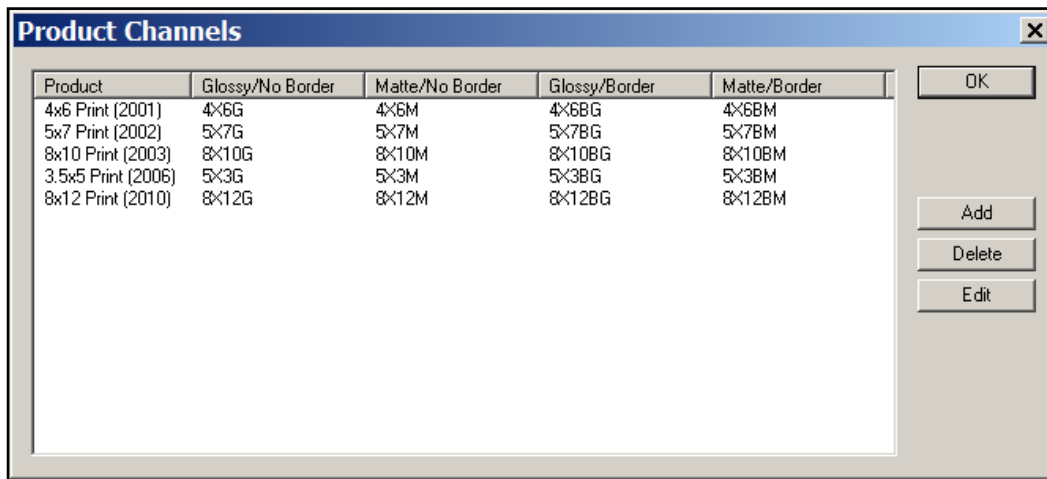 Product Channels
Product Glossy/No Border Matte/No Border Glossy/Border Matte/Border
4x6 Print (2001) 4X6G 4X6M 4X6BG 4X6BM
5x7 Print (2002) 5X7G 5X7M 5X7BG 5X7BM
8x10 Print (2003) 8X10G 8X10M 8X10BG 8X10BM
3.5x5 Print (2006) 5X3G 5X3M 5X3BG 5X3BM
8x12 Print (2010) 8X12G 8X12M 8X12BG 8X12BM
OK
Add
Delete
Edit